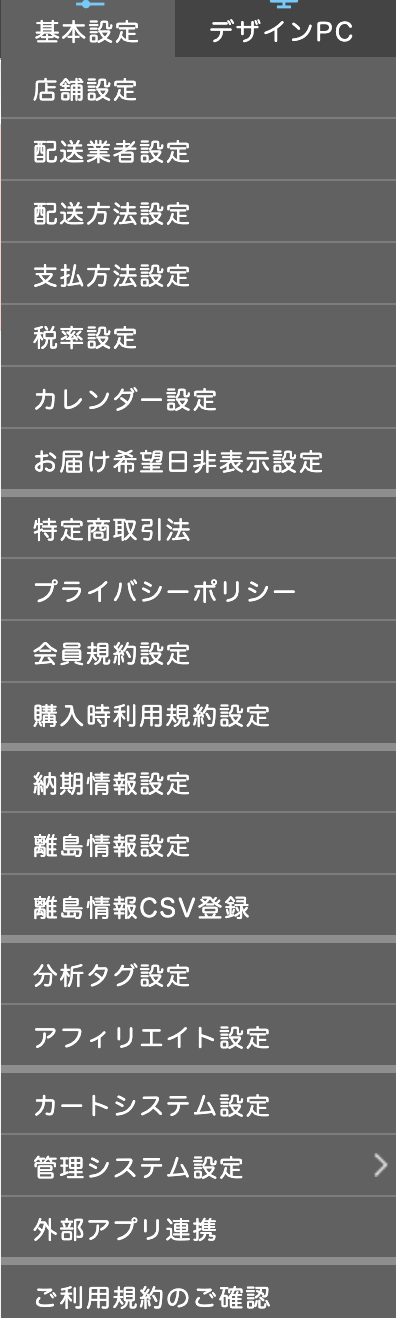 基本設定 デザインPC
店舗設定
配送業者設定
配送方法設定
支払方法設定
税率設定
カレンダー設定
お届け希望日非表示設定
特定商取引法
プライバシーポリシー
会員規約設定
購入時利用規約設定
納期情報設定
離島情報設定
離島情報CSV登録
分析タグ設定
アフィリエイト設定
カートシステム設定
管理システム設定
外部アプリ連携
ご利用規約のご確認